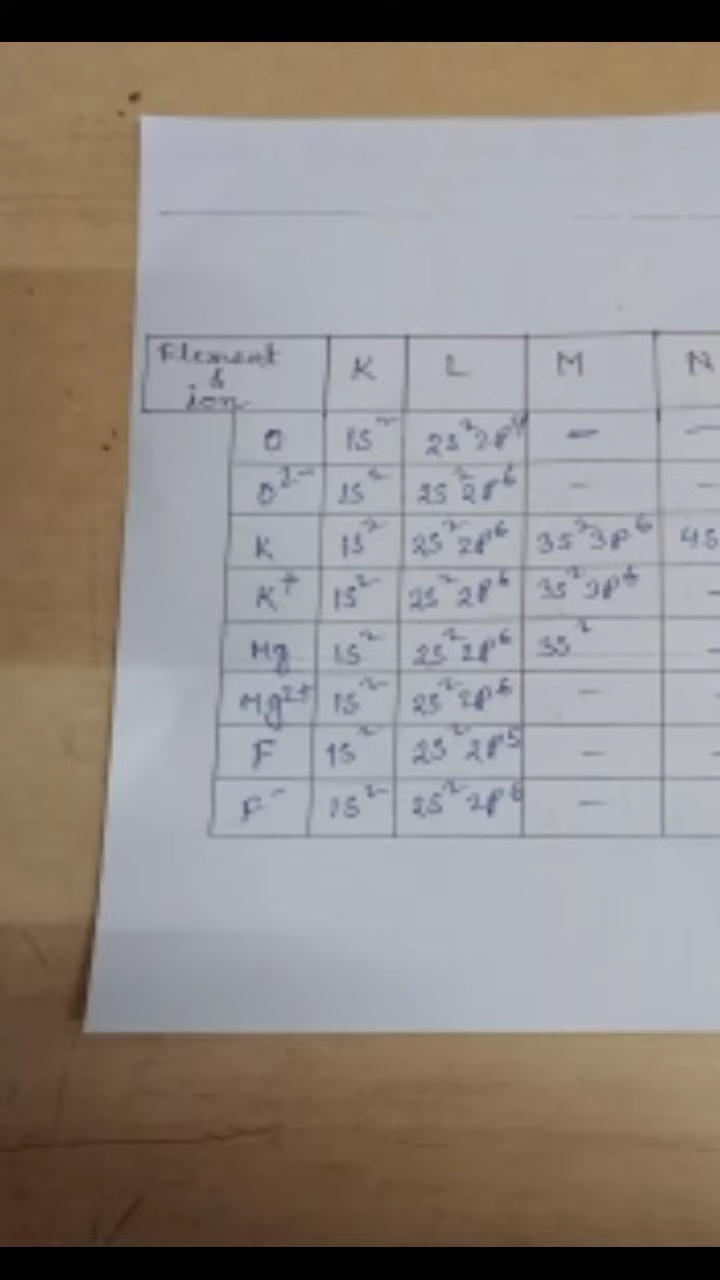 Element & ion K L M N
O 1s² 2s²2p⁴ — —
O²⁻ 1s² 2s²2p⁶ — —
K 1s² 2s²2p⁶ 3s²3p⁶ 4s
K⁺ 1s² 2s²2p⁶ 3s²3p⁶ —
Mg 1s² 2s²2p⁶ 3s² —
Mg²⁺ 1s² 2s²2p⁶ — —
F 1s² 2s²2p⁵ — —
F⁻ 1s² 2s²2p⁶ —